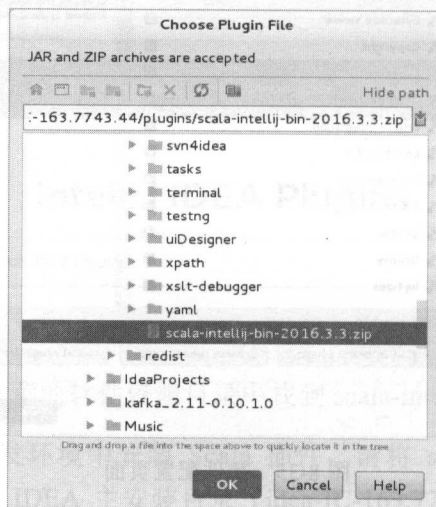 Choose Plugin File
JAR and ZIP archives are accepted
Hide path
:-163.7743.44/plugins/scala-intellij-bin-2016.3.3.zip
svn4idea
tasks
terminal
testng
uiDesigner
xpath
xslt-debugger
yaml
scala-intellij-bin-2016.3.3.zip
redist
IdeaProjects
kafka_2.11-0.10.1.0
Music
Drag and drop a file into the space above to quickly locate it in the tree
OK
Cancel
Help